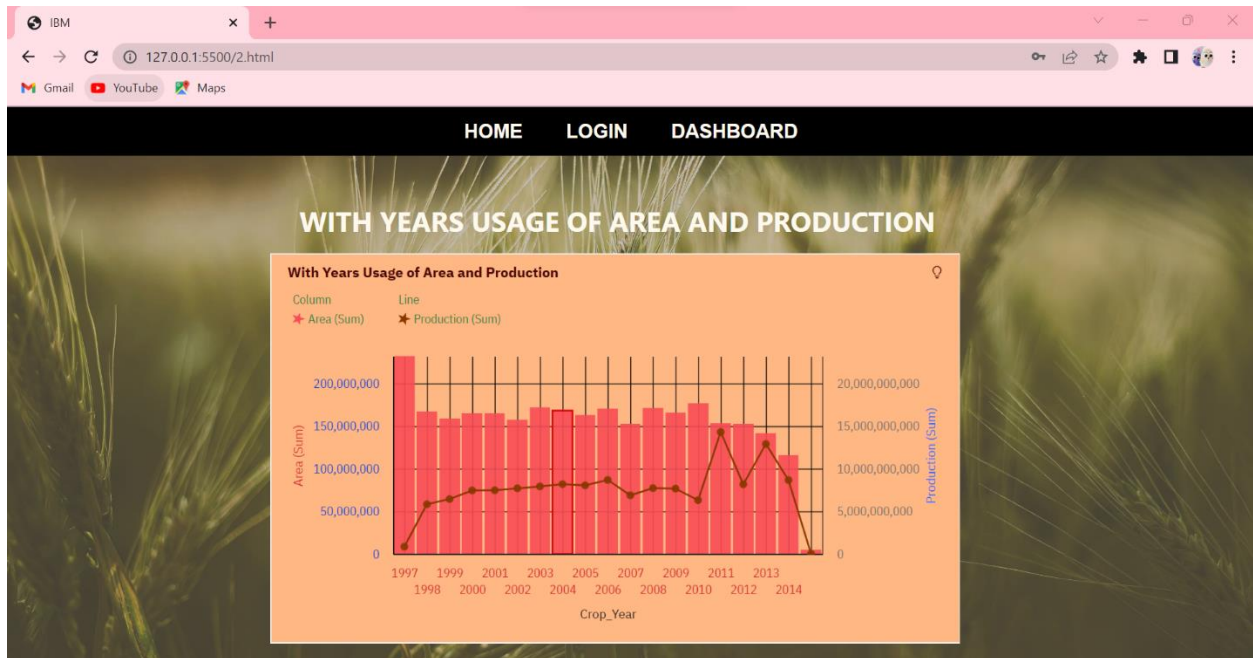 IBM
127.0.0.1:5500/2.html
Gmail YouTube Maps
HOME LOGIN DASHBOARD
WITH YEARS USAGE OF AREA AND PRODUCTION
With Years Usage of Area and Production
Column Line
Area (Sum) Production (Sum)
200,000,000 20,000,000,000
150,000,000 15,000,000,000
100,000,000 10,000,000,000
50,000,000 5,000,000,000
0 0
Area (Sum)
Production (Sum)
1997 1999 2001 2003 2005 2007 2009 2011 2013
1998 2000 2002 2004 2006 2008 2010 2012 2014
Crop_Year